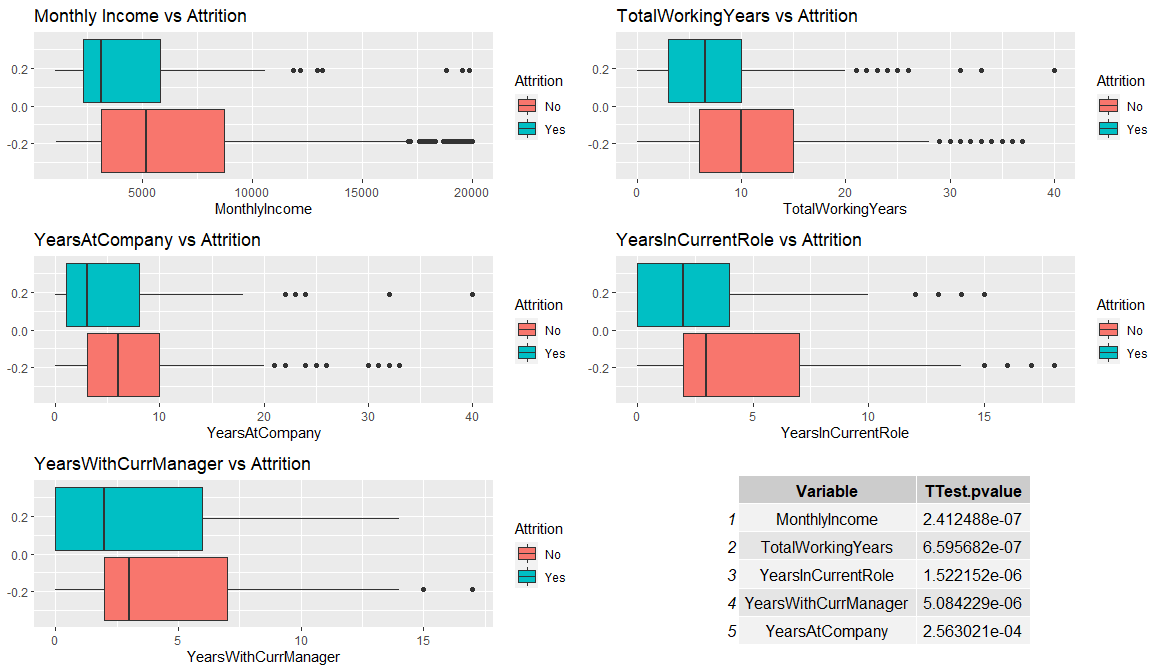 Monthly Income vs Attrition
0.2
0.0
-0.2
5000 10000 15000 20000
MonthlyIncome
Attrition
No
Yes
TotalWorkingYears vs Attrition
0.2
0.0
-0.2
0 10 20 30 40
TotalWorkingYears
Attrition
No
Yes
YearsAtCompany vs Attrition
0.2
0.0
-0.2
0 10 20 30 40
YearsAtCompany
Attrition
No
Yes
YearsInCurrentRole vs Attrition
0.2
0.0
-0.2
0 5 10 15
YearsInCurrentRole
Attrition
No
Yes
YearsWithCurrManager vs Attrition
0.2
0.0
-0.2
0 5 10 15
YearsWithCurrManager
Attrition
No
Yes
Variable TTest.pvalue
1 MonthlyIncome 2.412488e-07
2 TotalWorkingYears 6.595682e-07
3 YearsInCurrentRole 1.522152e-06
4 YearsWithCurrManager 5.084229e-06
5 YearsAtCompany 2.563021e-04